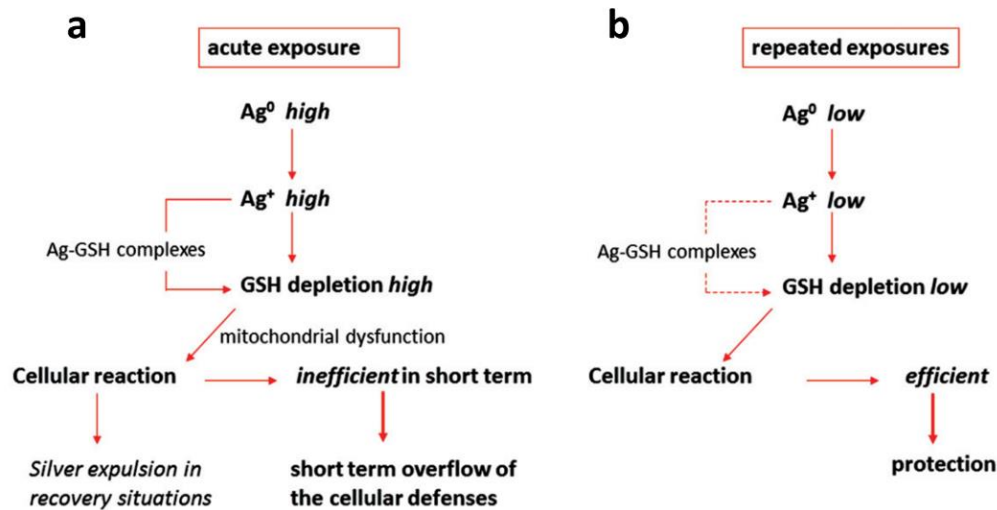 a
acute exposure
Ag⁰ high
Ag⁺ high
Ag-GSH complexes
GSH depletion high
mitochondrial dysfunction
Cellular reaction
inefficient in short term
Silver expulsion in
recovery situations
short term overflow of
the cellular defenses
b
repeated exposures
Ag⁰ low
Ag⁺ low
Ag-GSH complexes
GSH depletion low
Cellular reaction
efficient
protection